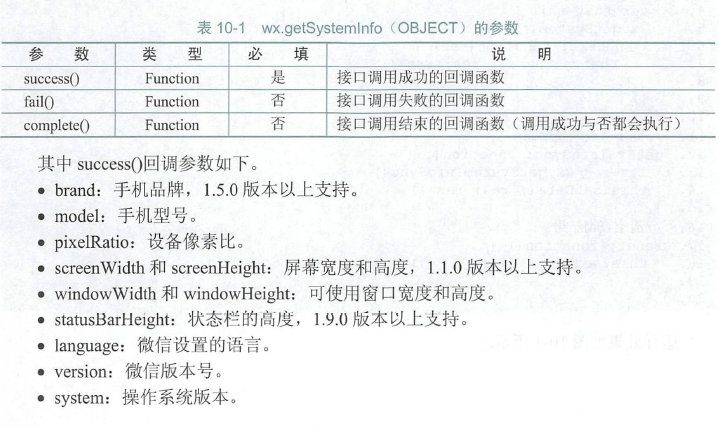 表 10-1 wx.getSystemInfo（OBJECT）的参数
参 数 类 型 必 填 说 明
success() Function 是 接口调用成功的回调函数
fail() Function 否 接口调用失败的回调函数
complete() Function 否 接口调用结束的回调函数（调用成功与否都会执行）
其中 success()回调参数如下。
● brand：手机品牌，1.5.0 版本以上支持。
● model：手机型号。
● pixelRatio：设备像素比。
● screenWidth 和 screenHeight：屏幕宽度和高度，1.1.0 版本以上支持。
● windowWidth 和 windowHeight：可使用窗口宽度和高度。
● statusBarHeight：状态栏的高度，1.9.0 版本以上支持。
● language：微信设置的语言。
● version：微信版本号。
● system：操作系统版本。